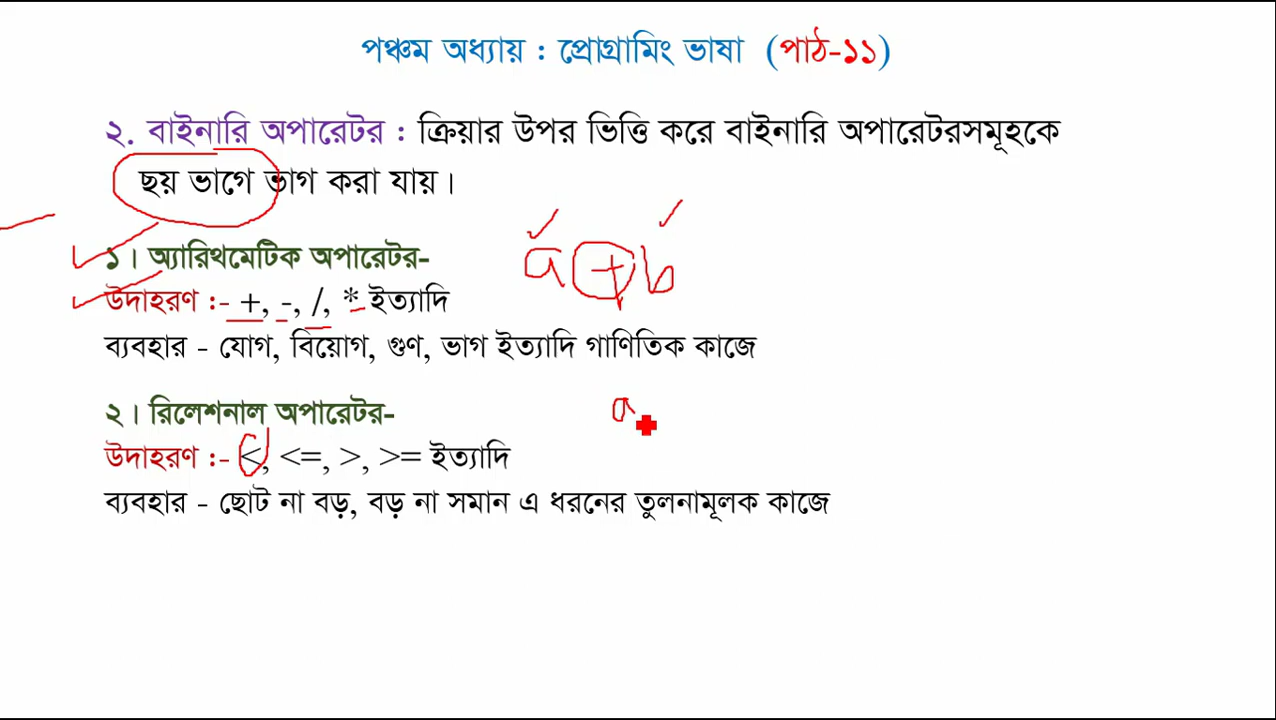 পঞ্চম অধ্যায় : প্রোগ্রামিং ভাষা (পাঠ-১১)
২. বাইনারি অপারেটর : ক্রিয়ার উপর ভিত্তি করে বাইনারি অপারেটরসমূহকে
ছয় ভাগে ভাগ করা যায়।
a + b
১। অ্যারিথমেটিক অপারেটর-
উদাহরণ :- +, -, /, * ইত্যাদি
ব্যবহার - যোগ, বিয়োগ, গুণ, ভাগ ইত্যাদি গাণিতিক কাজে
২। রিলেশনাল অপারেটর-
a
উদাহরণ :- <, <=, >, >= ইত্যাদি
ব্যবহার - ছোট না বড়, বড় না সমান এ ধরনের তুলনামূলক কাজে